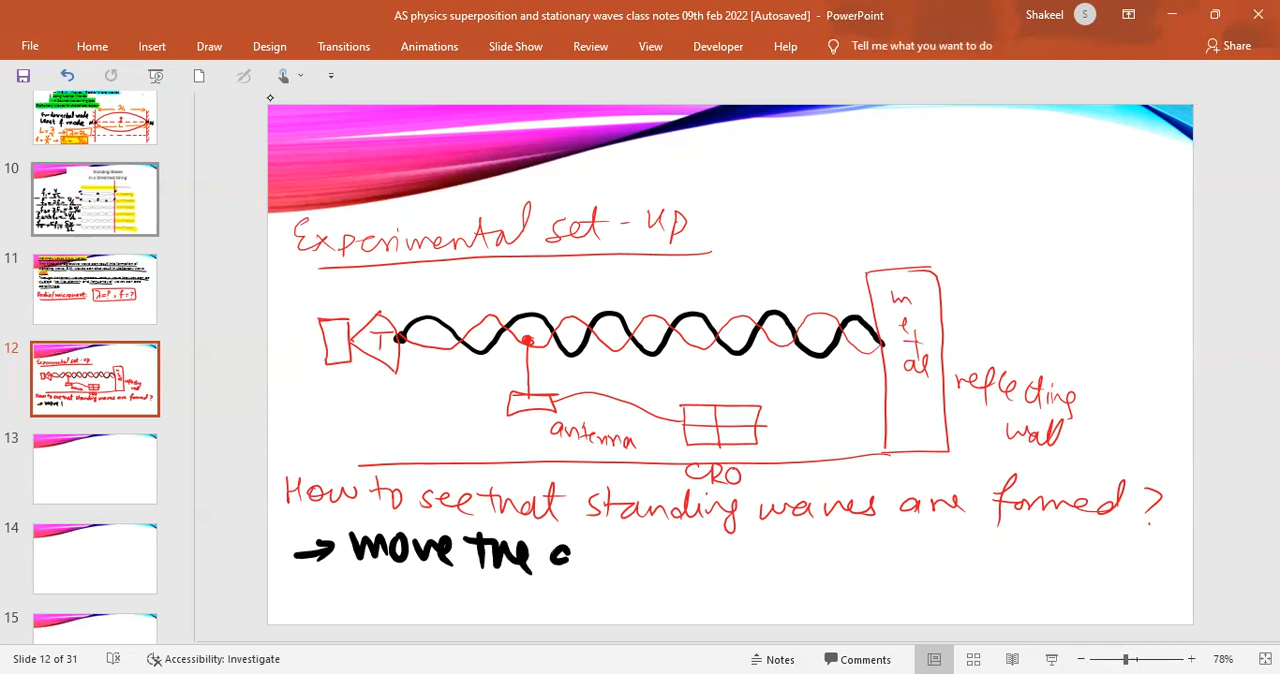 AS physics superposition and stationary waves class notes 09th feb 2022 [Autosaved] - PowerPoint
Shakeel
S
File Home Insert Draw Design Transitions Animations Slide Show Review View Developer Help Tell me what you want to do Share
10
11
12
13
14
15
Experimental set-up
T
metal
reflecting
wall
antenna
CRO
How to see that standing waves are formed?
→ move the a
Slide 12 of 31
Accessibility: Investigate
Notes
Comments
78%